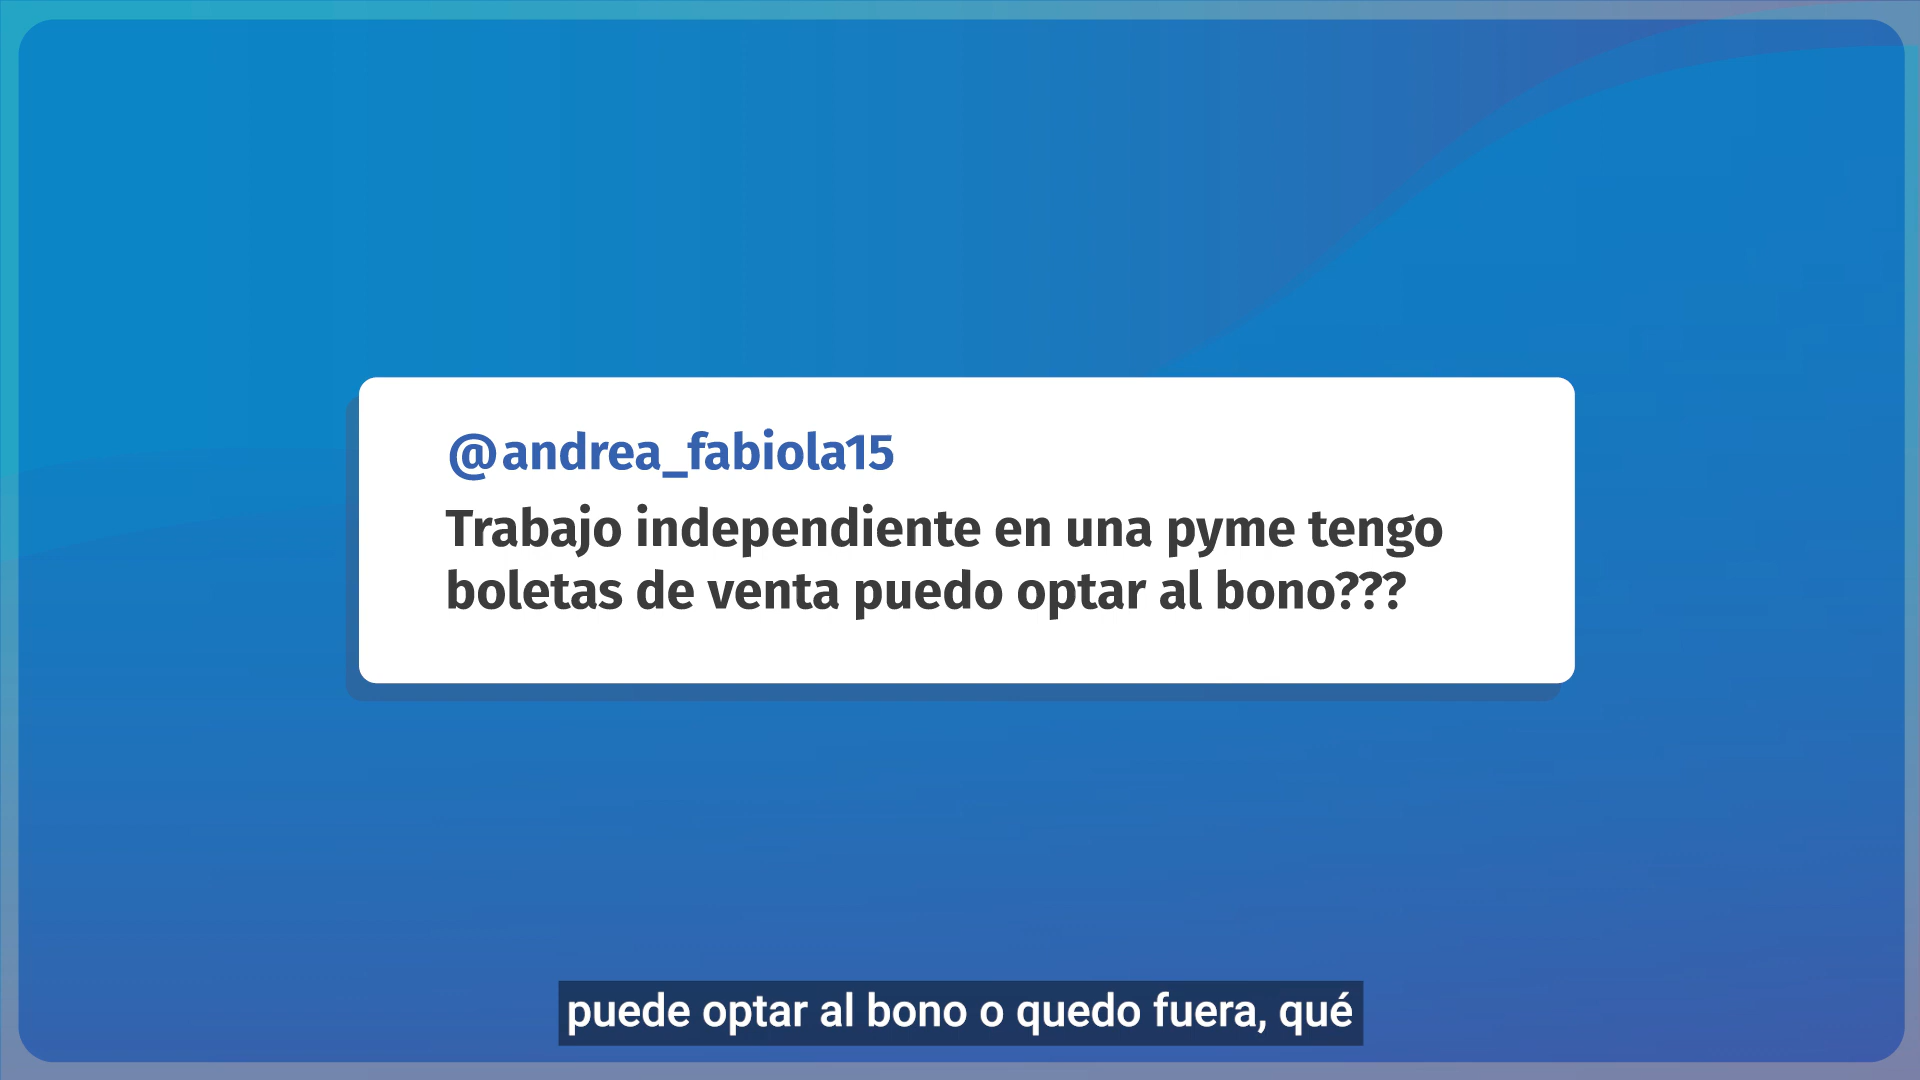 @andrea_fabiola15
Trabajo independiente en una pyme tengo
boletas de venta puedo optar al bono???
puede optar al bono o quedo fuera, qué